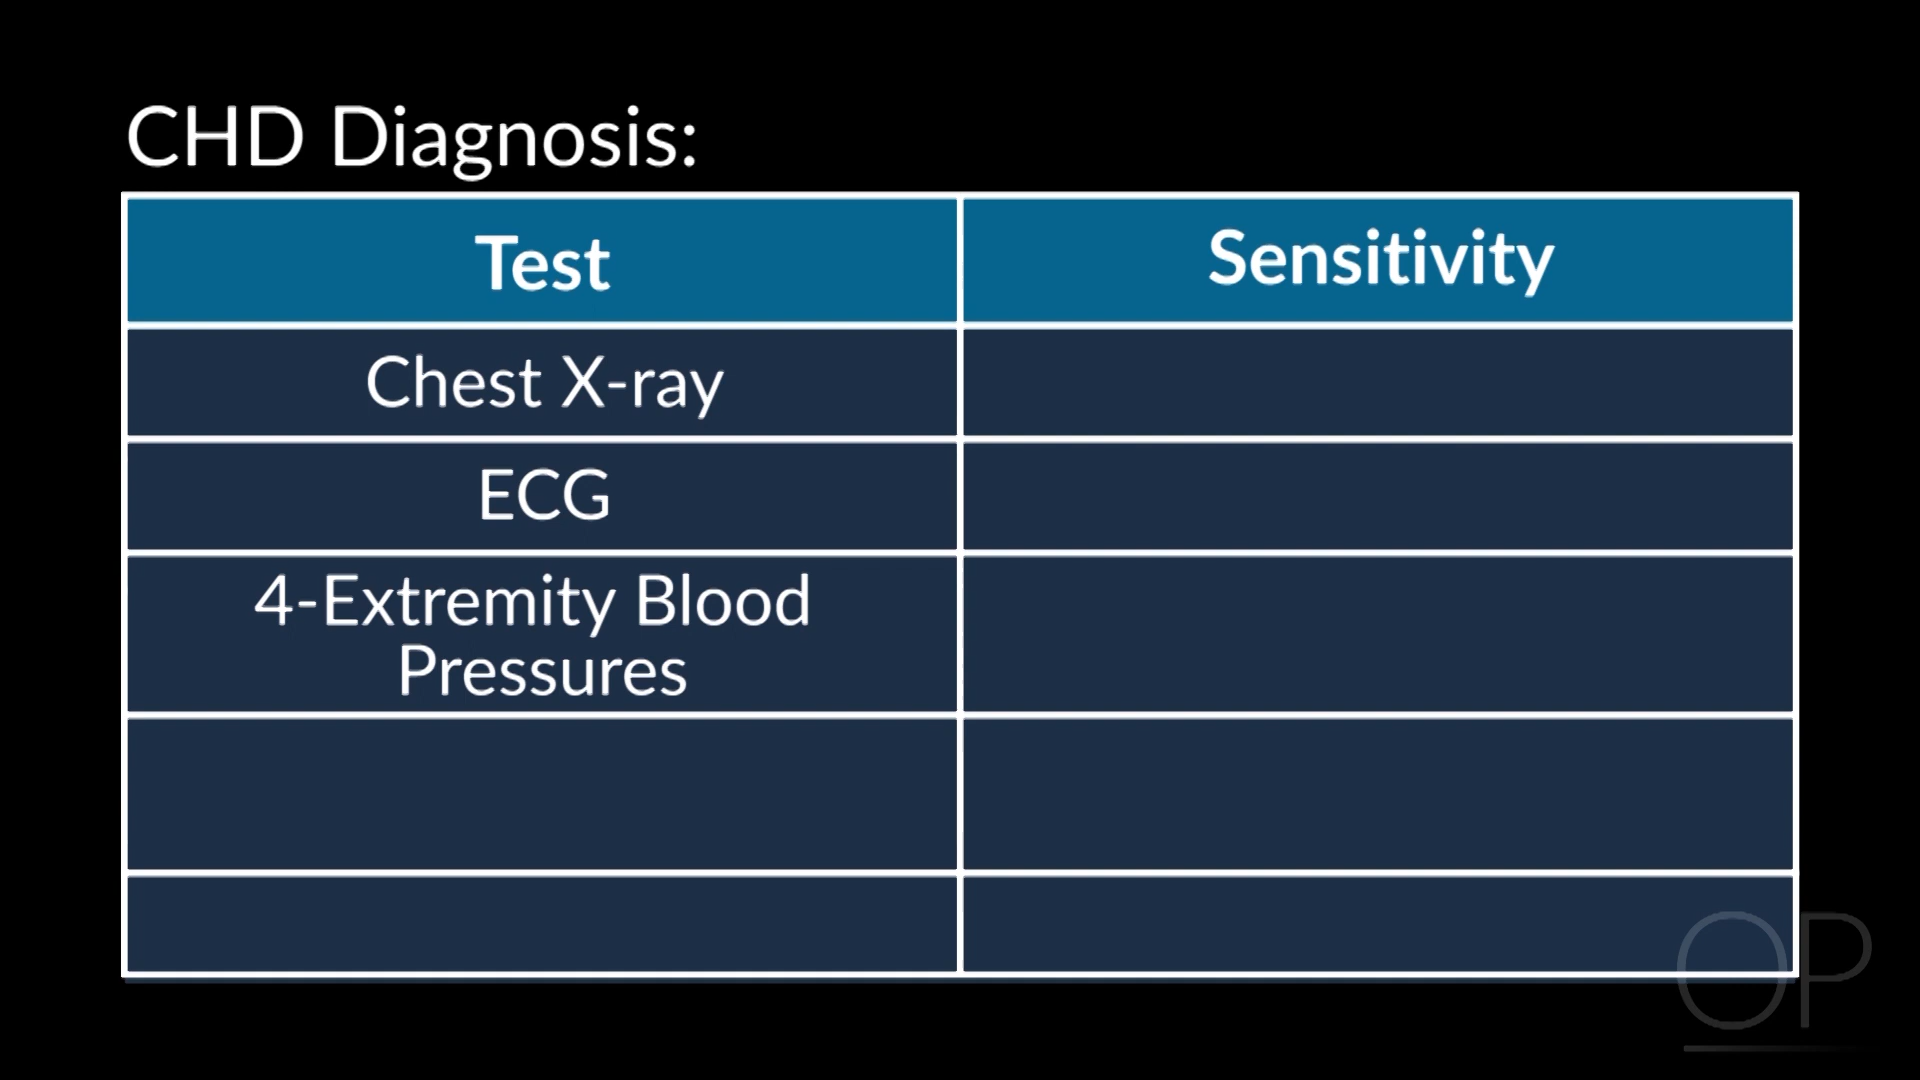 CHD Diagnosis:
Test
Sensitivity
Chest X-ray
ECG
4-Extremity Blood
Pressures
OP